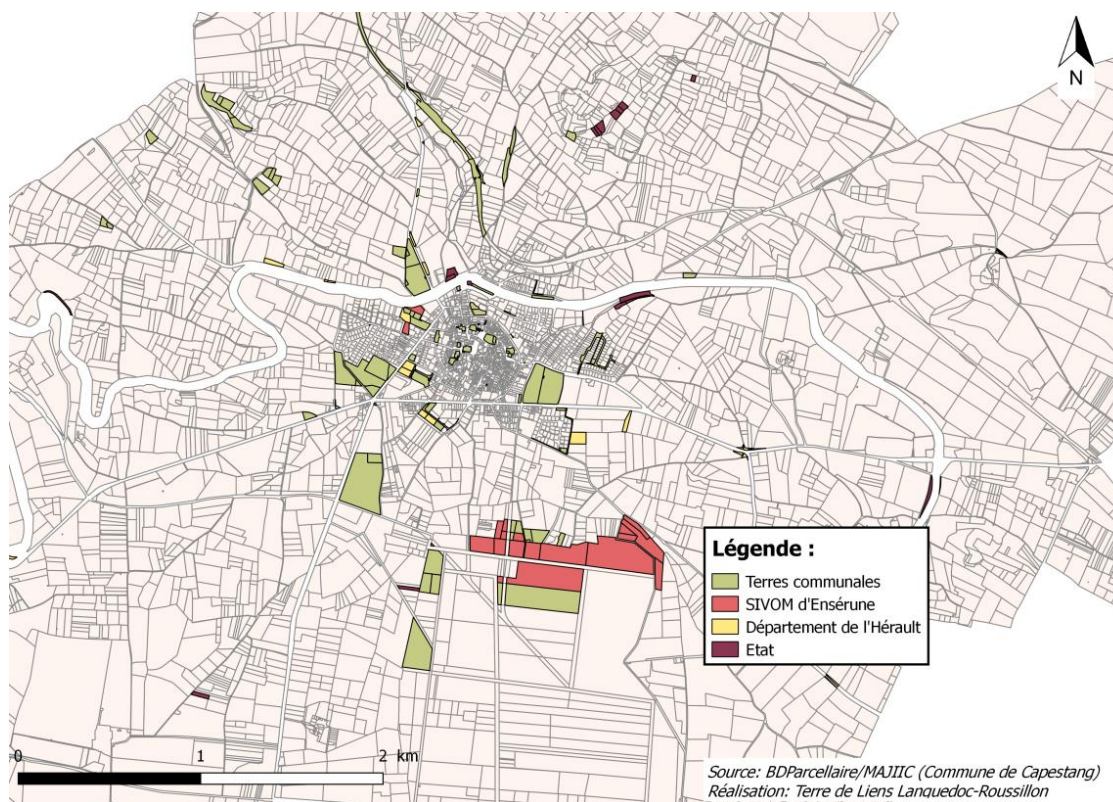 N
Légende :
Terres communales
SIVOM d'Ensérune
Département de l'Hérault
Etat
0 1 2 km
Source: BDParcellaire/MAJIIC (Commune de Capestang)
Réalisation: Terre de Liens Languedoc-Roussillon